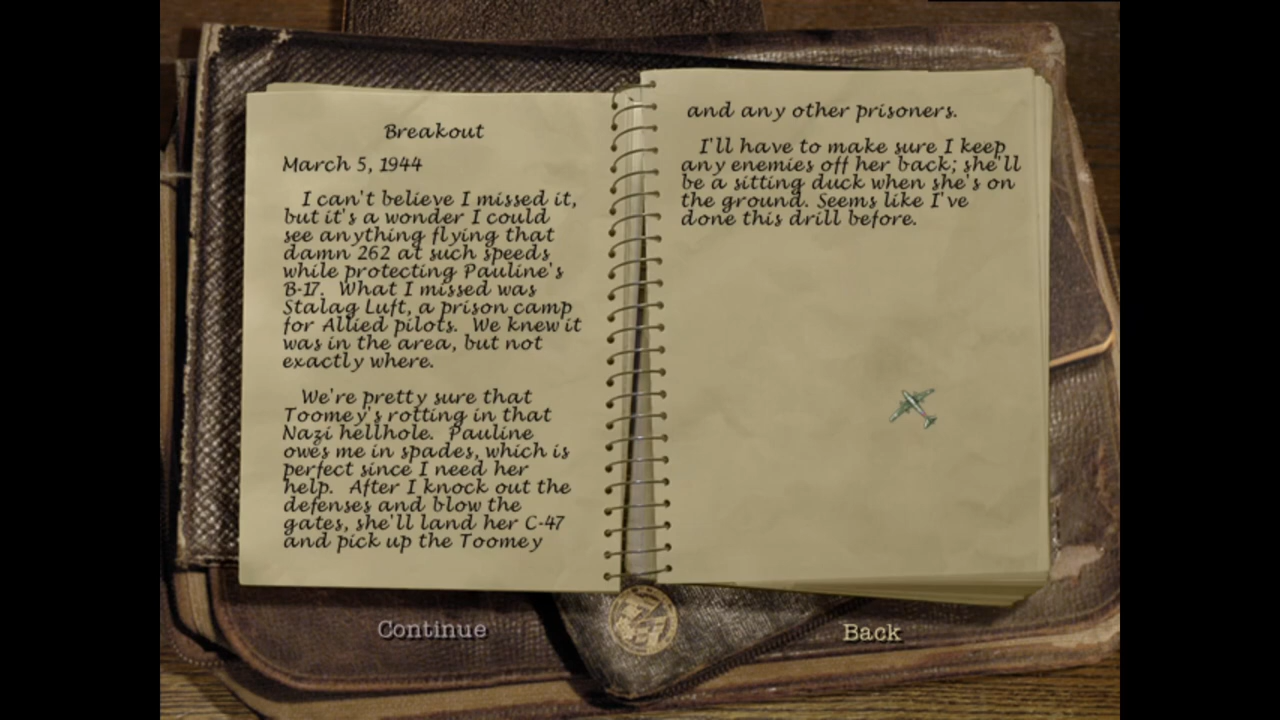 Breakout
March 5, 1944
I can't believe I missed it,
but it's a wonder I could
see anything flying that
damn 262 at such speeds
while protecting Pauline's
B-17.  What I missed was
Stalag Luft, a prison camp
for Allied pilots.  We knew it
was in the area, but not
exactly where.
We're pretty sure that
Toomey's rotting in that
Nazi hellhole.  Pauline
owes me in spades, which is
perfect since I need her
help.  After I knock out the
defenses and blow the
gates, she'll land her C-47
and pick up the Toomey
and any other prisoners.
I'll have to make sure I keep
any enemies off her back; she'll
be a sitting duck when she's on
the ground. Seems like I've
done this drill before.
Continue
Back